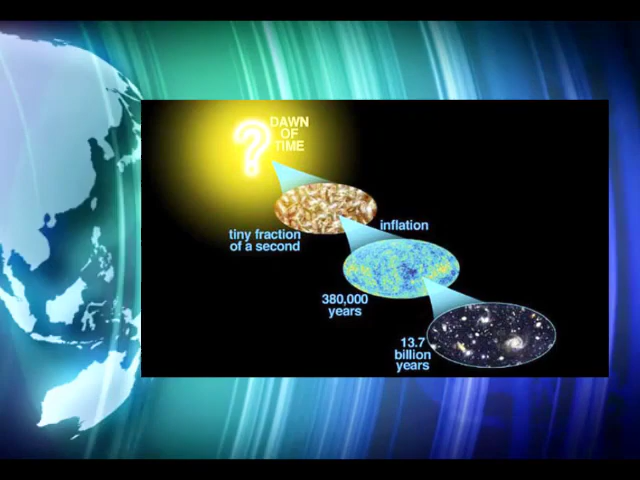 ?
DAWN
OF
TIME
tiny fraction
of a second
inflation
380,000
years
13.7
billion
years